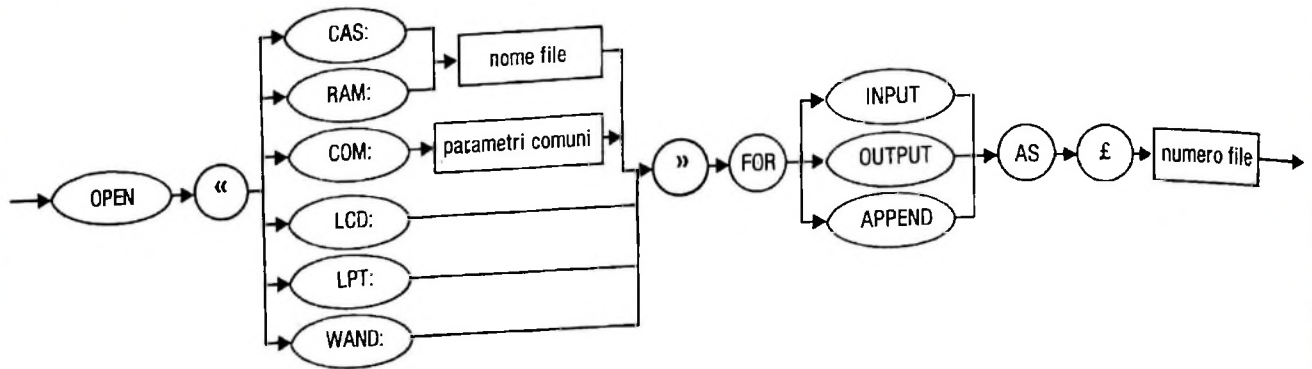 OPEN
«
CAS:
RAM:
nome file
COM:
parametri comuni
LCD:
LPT:
WAND:
»
FOR
INPUT
OUTPUT
APPEND
AS
£
numero file